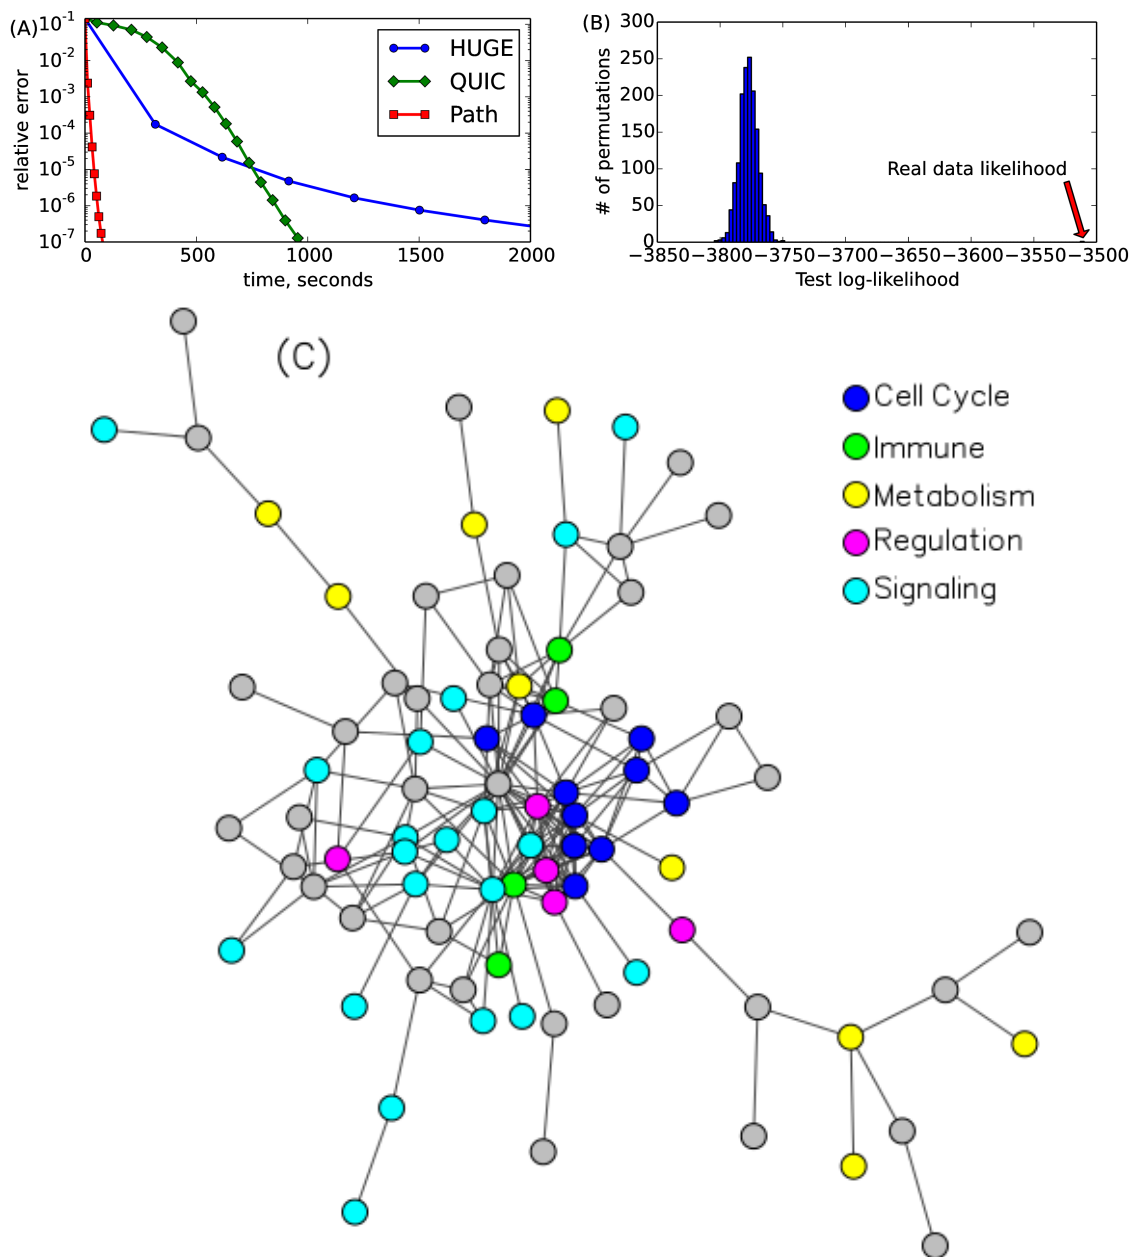 (A)
10^-1
10^-2
10^-3
10^-4
10^-5
10^-6
10^-7
relative error
0 500 1000 1500 2000
time, seconds
HUGE
QUIC
Path
(B)
300
250
200
150
100
50
0
# of permutations
Real data likelihood
−3850 −3800 −3750 −3700 −3650 −3600 −3550 −3500
Test log-likelihood
(C)
Cell Cycle
Immune
Metabolism
Regulation
Signaling